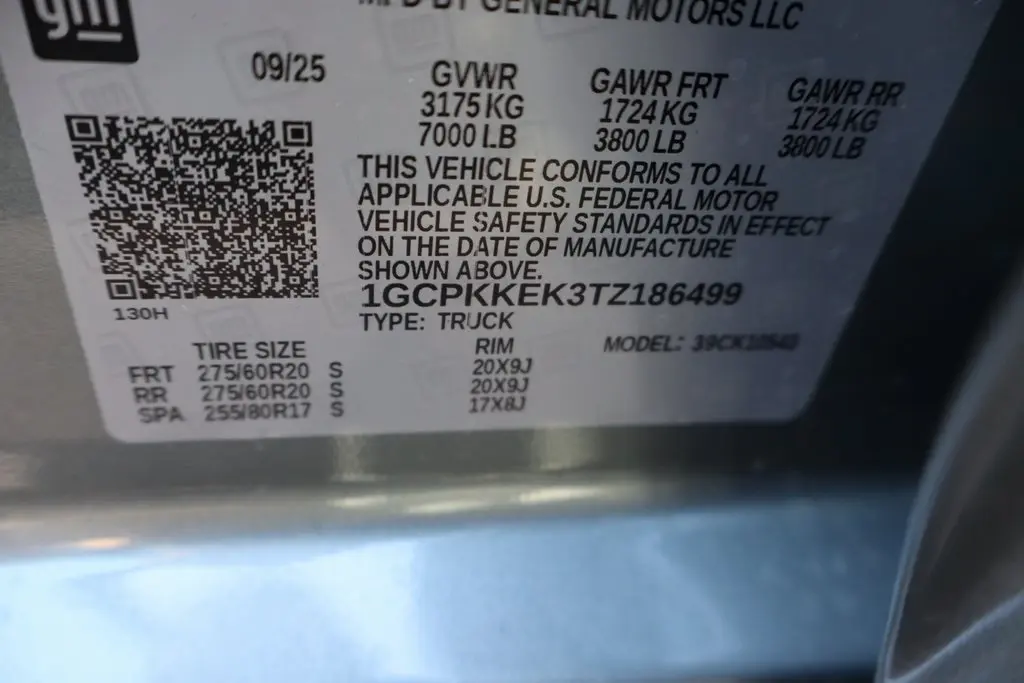 gm
MFD BY GENERAL MOTORS LLC
09/25
GVWR GAWR FRT GAWR RR
3175 KG 1724 KG 1724 KG
7000 LB 3800 LB 3800 LB
THIS VEHICLE CONFORMS TO ALL
APPLICABLE U.S. FEDERAL MOTOR
VEHICLE SAFETY STANDARDS IN EFFECT
ON THE DATE OF MANUFACTURE
SHOWN ABOVE.
1GCPKKEK3TZ186499
130H
TYPE: TRUCK
TIRE SIZE RIM MODEL:
FRT 275/60R20 S 20X9J
RR 275/60R20 S 20X9J
SPA 255/80R17 S 17X8J